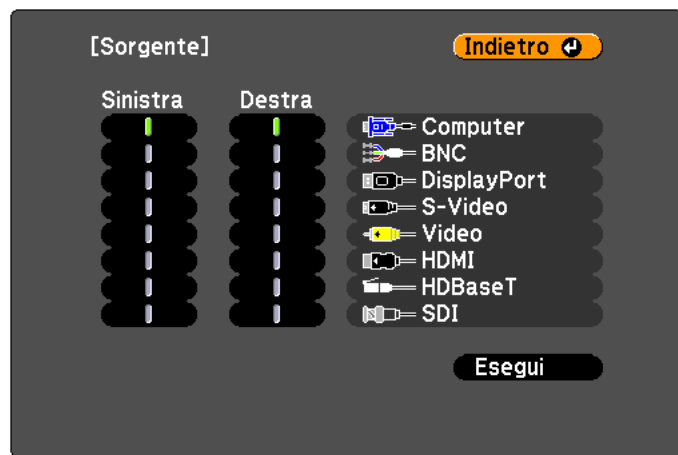 [Sorgente]
Indietro
Sinistra Destra
Computer
BNC
DisplayPort
S-Video
Video
HDMI
HDBaseT
SDI
Esegui